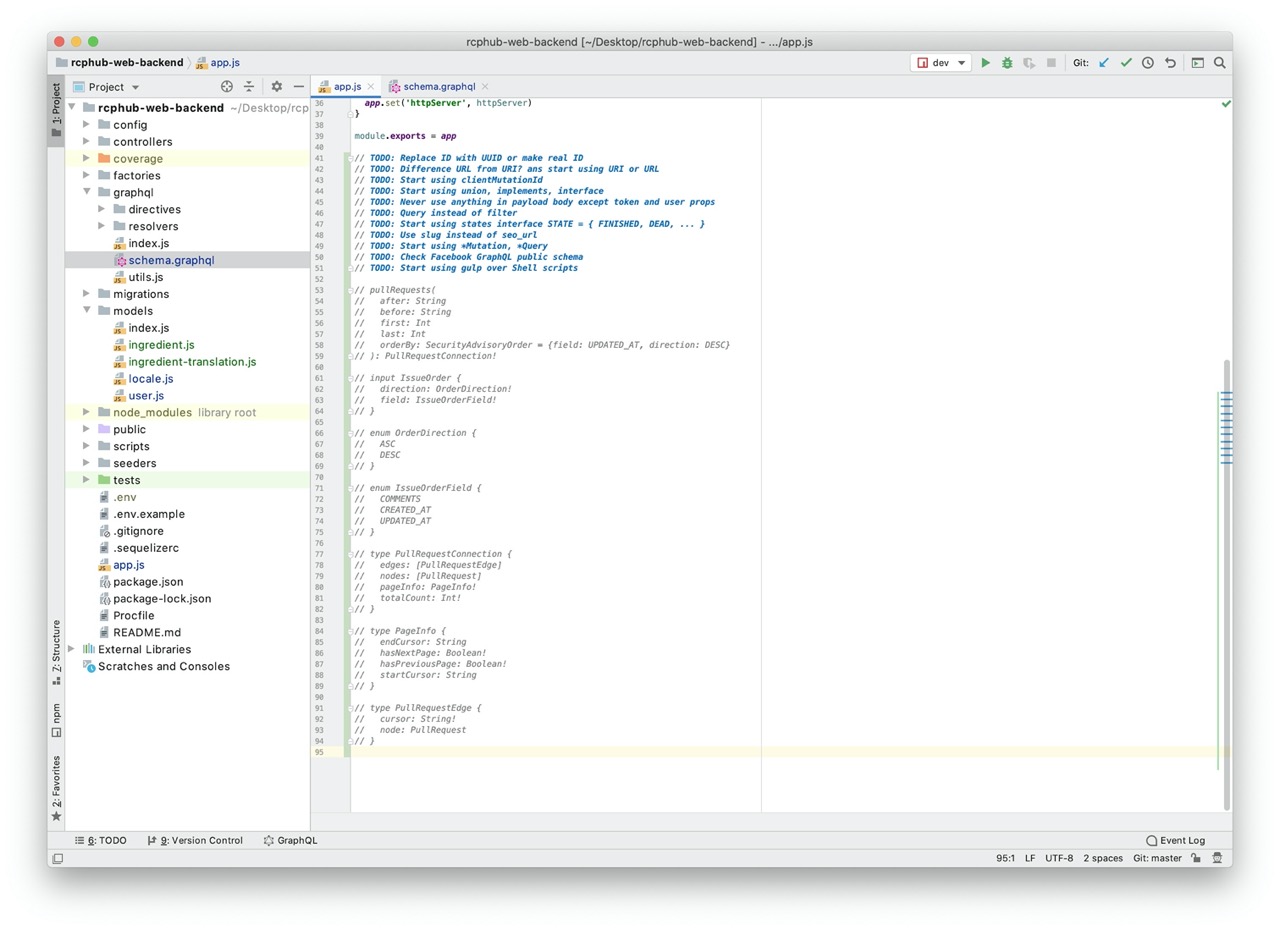 rcphub-web-backend [~/Desktop/rcphub-web-backend] - .../app.js
rcphub-web-backend app.js
dev Git:
1: Project
Project
app.js
schema.graphql
rcphub-web-backend ~/Desktop/rcp
config
controllers
coverage
factories
graphql
directives
resolvers
index.js
schema.graphql
utils.js
migrations
models
index.js
ingredient.js
ingredient-translation.js
locale.js
user.js
node_modules library root
public
scripts
seeders
tests
.env
.env.example
.gitignore
.sequelizerc
app.js
package.json
package-lock.json
Procfile
README.md
External Libraries
Scratches and Consoles
7: Structure
npm
2: Favorites
36 app.set('httpServer', httpServer)
37 }
38
39 module.exports = app
40
41 // TODO: Replace ID with UUID or make real ID
42 // TODO: Difference URL from URI? ans start using URI or URL
43 // TODO: Start using clientMutationId
44 // TODO: Start using union, implements, interface
45 // TODO: Never use anything in payload body except token and user props
46 // TODO: Query instead of filter
47 // TODO: Start using states interface STATE = { FINISHED, DEAD, ... }
48 // TODO: Use slug instead of seo_url
49 // TODO: Start using *Mutation, *Query
50 // TODO: Check Facebook GraphQL public schema
51 // TODO: Start using gulp over Shell scripts
52
53 // pullRequests(
54 // after: String
55 // before: String
56 // first: Int
57 // last: Int
58 // orderBy: SecurityAdvisoryOrder = {field: UPDATED_AT, direction: DESC}
59 // ): PullRequestConnection!
60
61 // input IssueOrder {
62 // direction: OrderDirection!
63 // field: IssueOrderField!
64 // }
65
66 // enum OrderDirection {
67 // ASC
68 // DESC
69 // }
70
71 // enum IssueOrderField {
72 // COMMENTS
73 // CREATED_AT
74 // UPDATED_AT
75 // }
76
77 // type PullRequestConnection {
78 // edges: [PullRequestEdge]
79 // nodes: [PullRequest]
80 // pageInfo: PageInfo!
81 // totalCount: Int!
82 // }
83
84 // type PageInfo {
85 // endCursor: String
86 // hasNextPage: Boolean!
87 // hasPreviousPage: Boolean!
88 // startCursor: String
89 // }
90
91 // type PullRequestEdge {
92 // cursor: String!
93 // node: PullRequest
94 // }
95
6: TODO 9: Version Control GraphQL Event Log
95:1 LF UTF-8 2 spaces Git: master